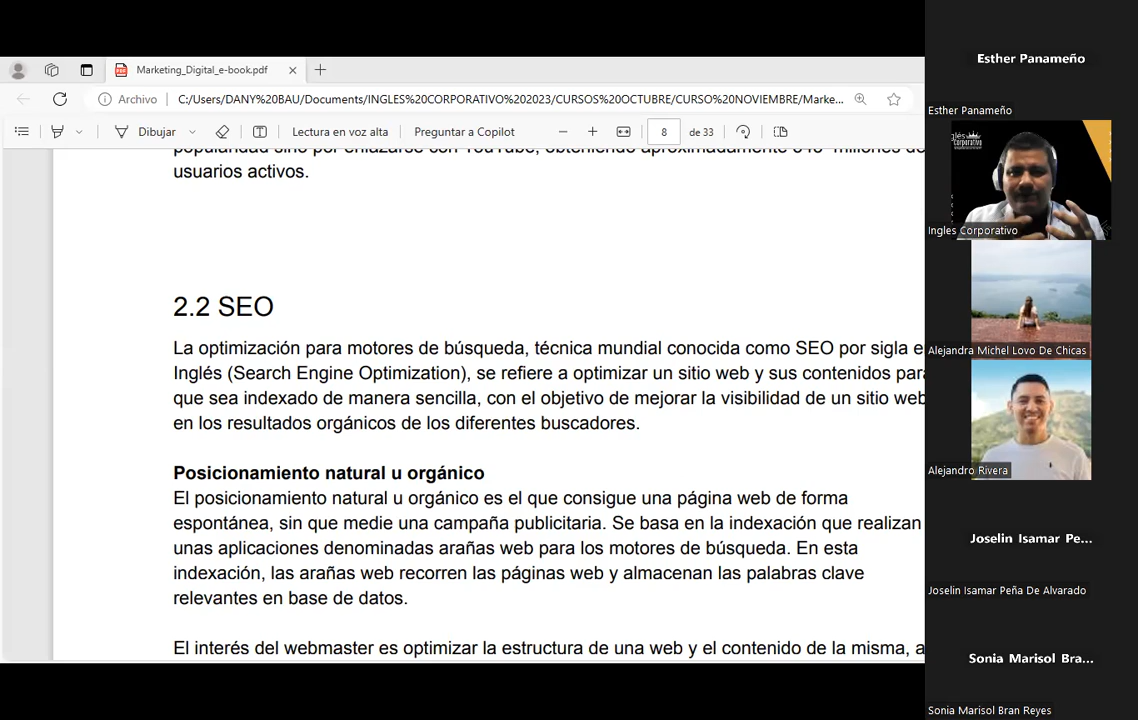 Marketing_Digital_e-book.pdf
Archivo
C:/Users/DANY%20BAU/Documents/INGLES%20CORPORATIVO%202023/CURSOS%20OCTUBRE/CURSO%20NOVIEMBRE/Marke...
Dibujar
Lectura en voz alta
Preguntar a Copilot
8
de 33
usuarios activos.
2.2 SEO
La optimización para motores de búsqueda, técnica mundial conocida como SEO por sigla e
Inglés (Search Engine Optimization), se refiere a optimizar un sitio web y sus contenidos para
que sea indexado de manera sencilla, con el objetivo de mejorar la visibilidad de un sitio web
en los resultados orgánicos de los diferentes buscadores.
Posicionamiento natural u orgánico
El posicionamiento natural u orgánico es el que consigue una página web de forma
espontánea, sin que medie una campaña publicitaria. Se basa en la indexación que realizan
unas aplicaciones denominadas arañas web para los motores de búsqueda. En esta
indexación, las arañas web recorren las páginas web y almacenan las palabras clave
relevantes en base de datos.
El interés del webmaster es optimizar la estructura de una web y el contenido de la misma, a
Esther Panameño
Esther Panameño
Ingles Corporativo
Alejandra Michel Lovo De Chicas
Alejandro Rivera
Joselin Isamar Pe...
Joselin Isamar Peña De Alvarado
Sonia Marisol Bra...
Sonia Marisol Bran Reyes